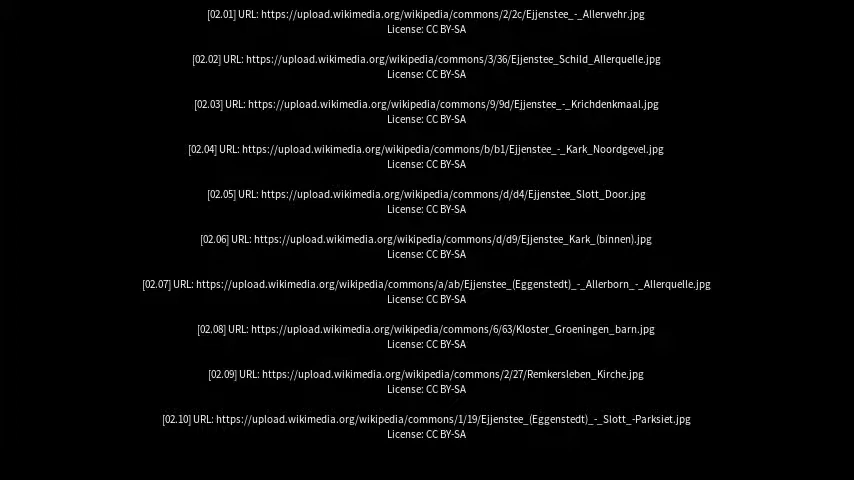 [02.01] URL: https://upload.wikimedia.org/wikipedia/commons/2/2c/Ejjenstee_-_Allerwehr.jpg
License: CC BY-SA
[02.02] URL: https://upload.wikimedia.org/wikipedia/commons/3/36/Ejjenstee_Schild_Allerquelle.jpg
License: CC BY-SA
[02.03] URL: https://upload.wikimedia.org/wikipedia/commons/9/9d/Ejjenstee_-_Krichdenkmaal.jpg
License: CC BY-SA
[02.04] URL: https://upload.wikimedia.org/wikipedia/commons/b/b1/Ejjenstee_-_Kark_Noordgevel.jpg
License: CC BY-SA
[02.05] URL: https://upload.wikimedia.org/wikipedia/commons/d/d4/Ejjenstee_Slott_Door.jpg
License: CC BY-SA
[02.06] URL: https://upload.wikimedia.org/wikipedia/commons/d/d9/Ejjenstee_Kark_(binnen).jpg
License: CC BY-SA
[02.07] URL: https://upload.wikimedia.org/wikipedia/commons/a/ab/Ejjenstee_(Eggenstedt)_-_Allerborn_-_Allerquelle.jpg
License: CC BY-SA
[02.08] URL: https://upload.wikimedia.org/wikipedia/commons/6/63/Kloster_Groeningen_barn.jpg
License: CC BY-SA
[02.09] URL: https://upload.wikimedia.org/wikipedia/commons/2/27/Remkersleben_Kirche.jpg
License: CC BY-SA
[02.10] URL: https://upload.wikimedia.org/wikipedia/commons/1/19/Ejjenstee_(Eggenstedt)_-_Slott_-Parksiet.jpg
License: CC BY-SA